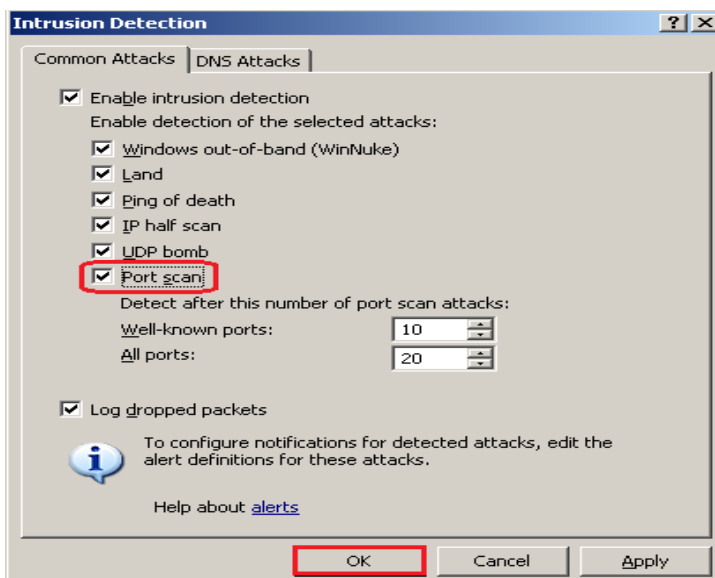 Intrusion Detection
Common Attacks
DNS Attacks
Enable intrusion detection
Enable detection of the selected attacks:
Windows out-of-band (WinNuke)
Land
Ping of death
IP half scan
UDP bomb
Port scan
Detect after this number of port scan attacks:
Well-known ports: 10
All ports: 20
Log dropped packets
To configure notifications for detected attacks, edit the
alert definitions for these attacks.
Help about alerts
OK Cancel Apply